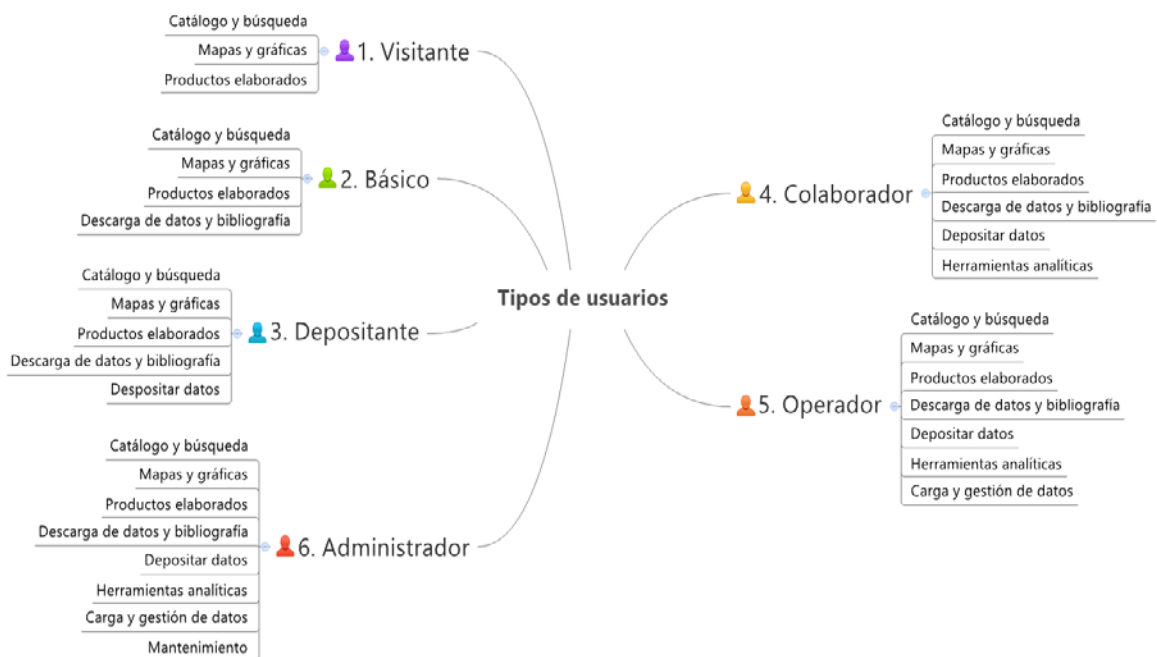 Catálogo y búsqueda
Mapas y gráficas
Productos elaborados
1. Visitante
Catálogo y búsqueda
Mapas y gráficas
Productos elaborados
Descarga de datos y bibliografía
2. Básico
Catálogo y búsqueda
Mapas y gráficas
Productos elaborados
Descarga de datos y bibliografía
Despositar datos
3. Depositante
Catálogo y búsqueda
Mapas y gráficas
Productos elaborados
Descarga de datos y bibliografía
Depositar datos
Herramientas analíticas
Carga y gestión de datos
Mantenimiento
6. Administrador
Tipos de usuarios
4. Colaborador
Catálogo y búsqueda
Mapas y gráficas
Productos elaborados
Descarga de datos y bibliografía
Depositar datos
Herramientas analíticas
5. Operador
Catálogo y búsqueda
Mapas y gráficas
Productos elaborados
Descarga de datos y bibliografía
Depositar datos
Herramientas analíticas
Carga y gestión de datos